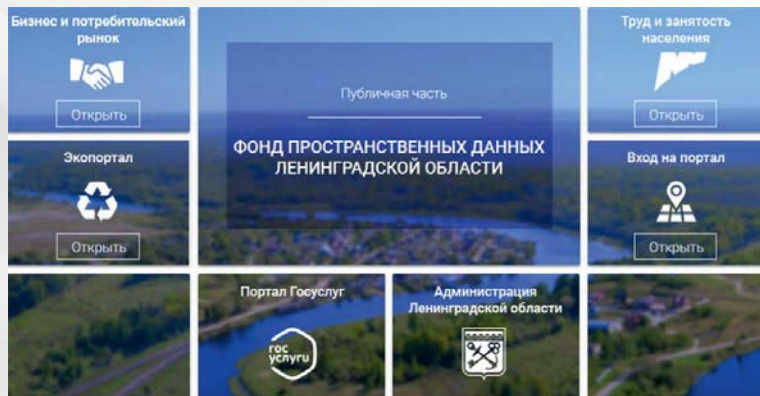 Бизнес и потребительский
рынок
Открыть
Публичная часть
ФОНД ПРОСТРАНСТВЕННЫХ ДАННЫХ
ЛЕНИНГРАДСКОЙ ОБЛАСТИ
Труд и занятость
населения
Открыть
Экопортал
Открыть
Вход на портал
Открыть
Портал Госуслуг
гос
услуги
Администрация
Ленинградской области